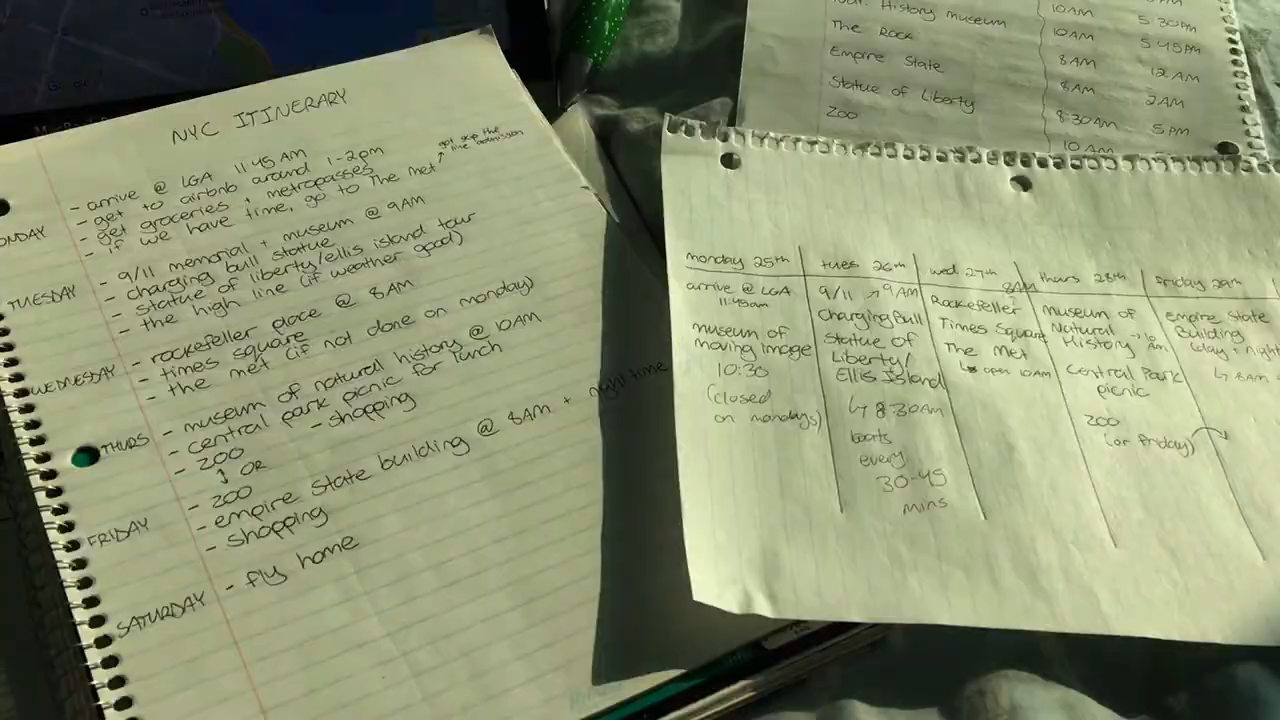 NYC ITINERARY
- arrive @ LGA 11:45 AM
- get to airbnb around 1-2pm
- get groceries + metropasses
- if we have time, go to The Met
skip the
line admission
TUESDAY
- 9/11 memorial + museum @ 9AM
- charging bull statue
- statue of liberty/ellis island tour
- the high line (if weather good)
WEDNESDAY
- rockefeller place @ 8AM
- times square
- the met (if not done on monday)
THURS
- museum of natural history @ 10AM
- central park picnic for lunch
- zoo
- shopping
↓ OR
FRIDAY
- zoo
- empire state building @ 8AM + night time
- shopping
SATURDAY
- fly home
History museum 10AM 5:30PM
The Rock 10AM 5:45PM
Empire State 8AM 12AM
Statue of Liberty 8AM 2AM
Zoo 8:30AM 5PM
10AM
monday 25th
arrive @ LGA
11:45am
museum of
moving image
10:30
(closed
on mondays)
tues 26th
9/11 → 9AM
Charging Bull
Statue of
Liberty/
Ellis Island
↳ 8:30AM
boats
every
30-45
mins
wed 27th
8AM
Rockefeller
Times Square
The Met
↳ open 10AM
thurs 28th
museum of
Natural
History → 10
Am
Central Park
picnic
zoo
(or friday)
friday 29th
Empire State
Building
(day + night
↳ 8AM